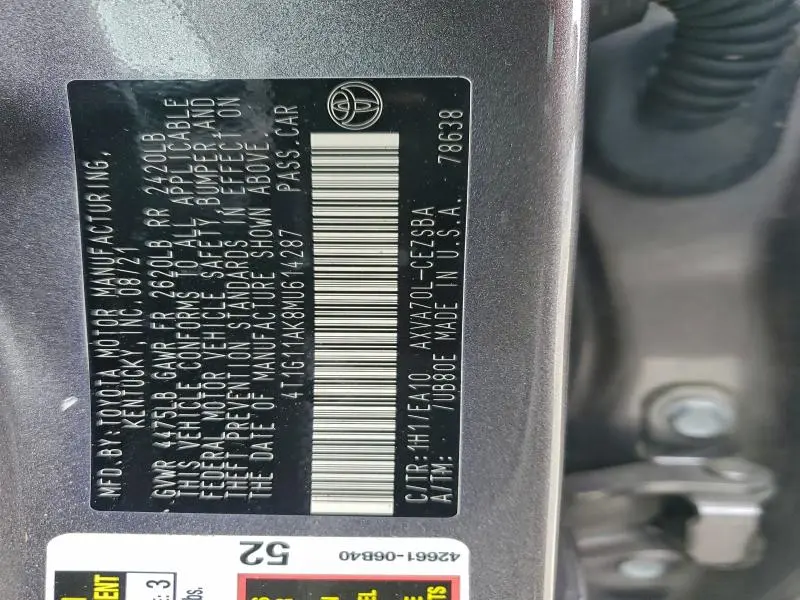 MFD. BY: TOYOTA MOTOR MANUFACTURING,
KENTUCKY, INC. 08/21
GVWR 4475LB GAWR FR 2620LB RR 2420LB
THIS VEHICLE CONFORMS TO ALL APPLICABLE
FEDERAL MOTOR VEHICLE SAFETY BUMPER, AND
THEFT PREVENTION STANDARDS IN EFFECT ON
THE DATE OF MANUFACTURE SHOWN ABOVE.
4T1G11AK8MU614287 PASS.CAR
C/TR:1H1/EA10 AXVA70L-CEZSBA
A/TM: /UB80E MADE IN U.S.A. 78638
52
42661-06B40